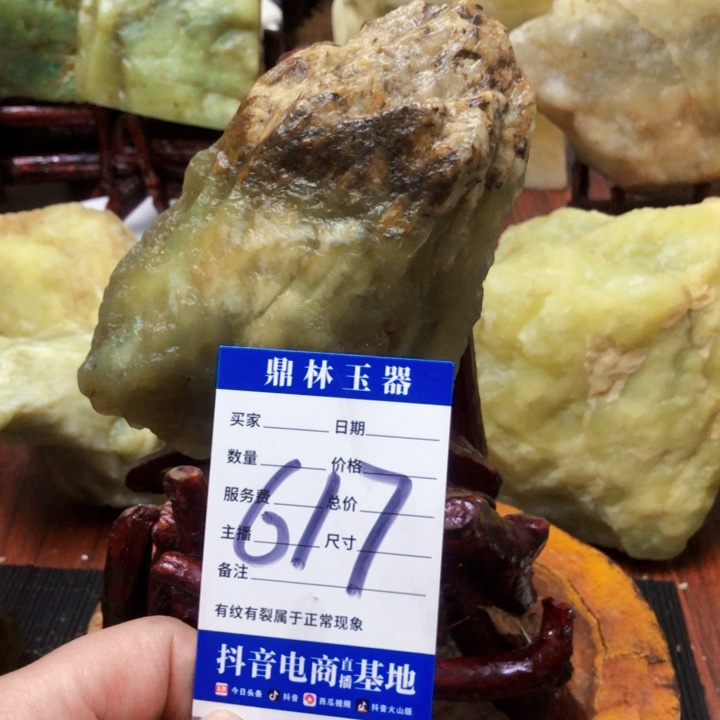 鼎林玉器
买家 日期
数量 价格
服务费 总价
617
主播 尺寸
备注
有纹有裂属于正常现象
抖音电商直播基地
今日头条 抖音 西瓜视频 抖音火山版